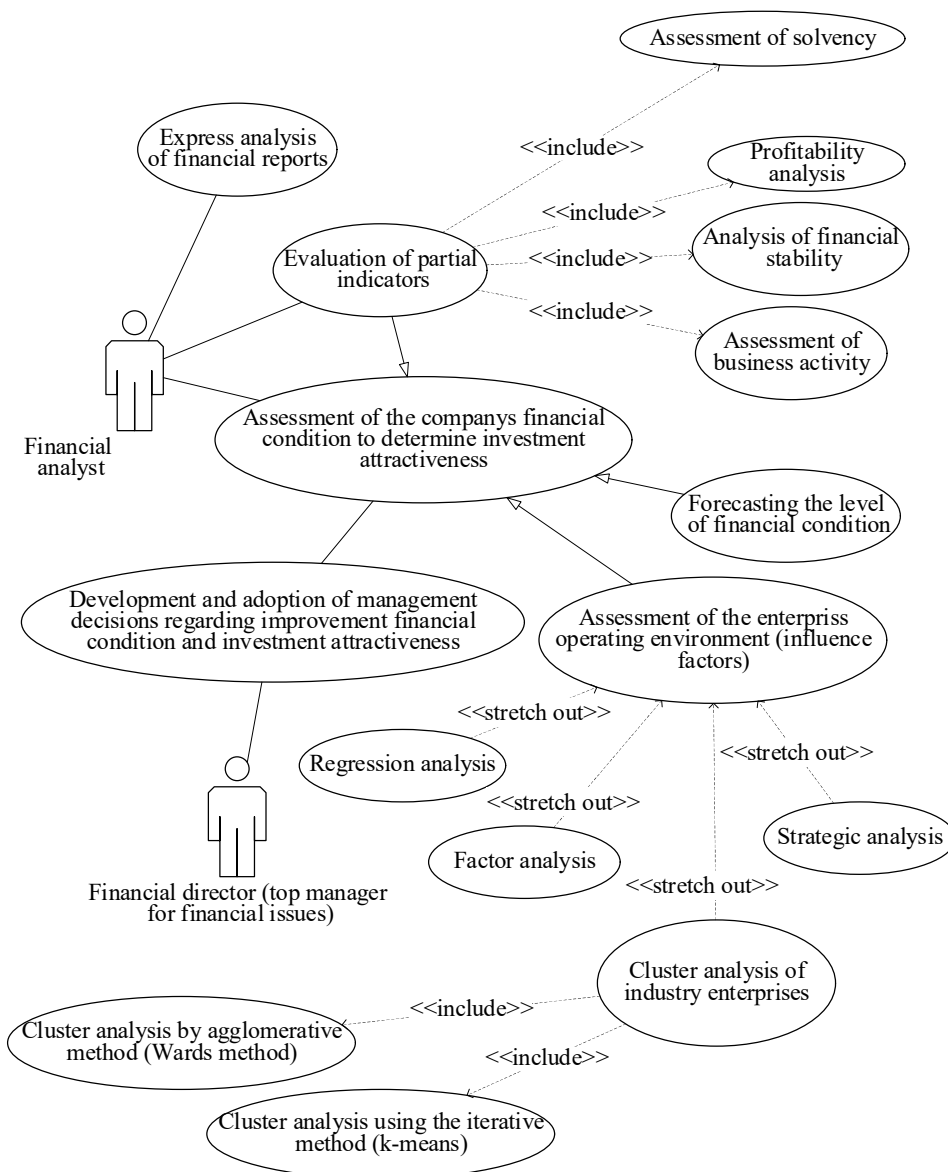 Assessment of solvency
Express analysis
of financial reports
<<include>>
Profitability
analysis
<<include>>
Evaluation of partial
indicators
<<include>>
Analysis of financial
stability
<<include>>
Assessment of
business activity
Financial
analyst
Assessment of the companys financial
condition to determine investment
attractiveness
Forecasting the level
of financial condition
Development and adoption of management
decisions regarding improvement financial
condition and investment attractiveness
Assessment of the enterpriss
operating environment (influence
factors)
<<stretch out>>
Regression analysis
<<stretch out>>
<<stretch out>>
Factor analysis
Strategic analysis
<<stretch out>>
Financial director (top manager
for financial issues)
Cluster analysis of
industry enterprises
<<include>>
Cluster analysis by agglomerative
method (Wards method)
<<include>>
Cluster analysis using the iterative
method (k-means)